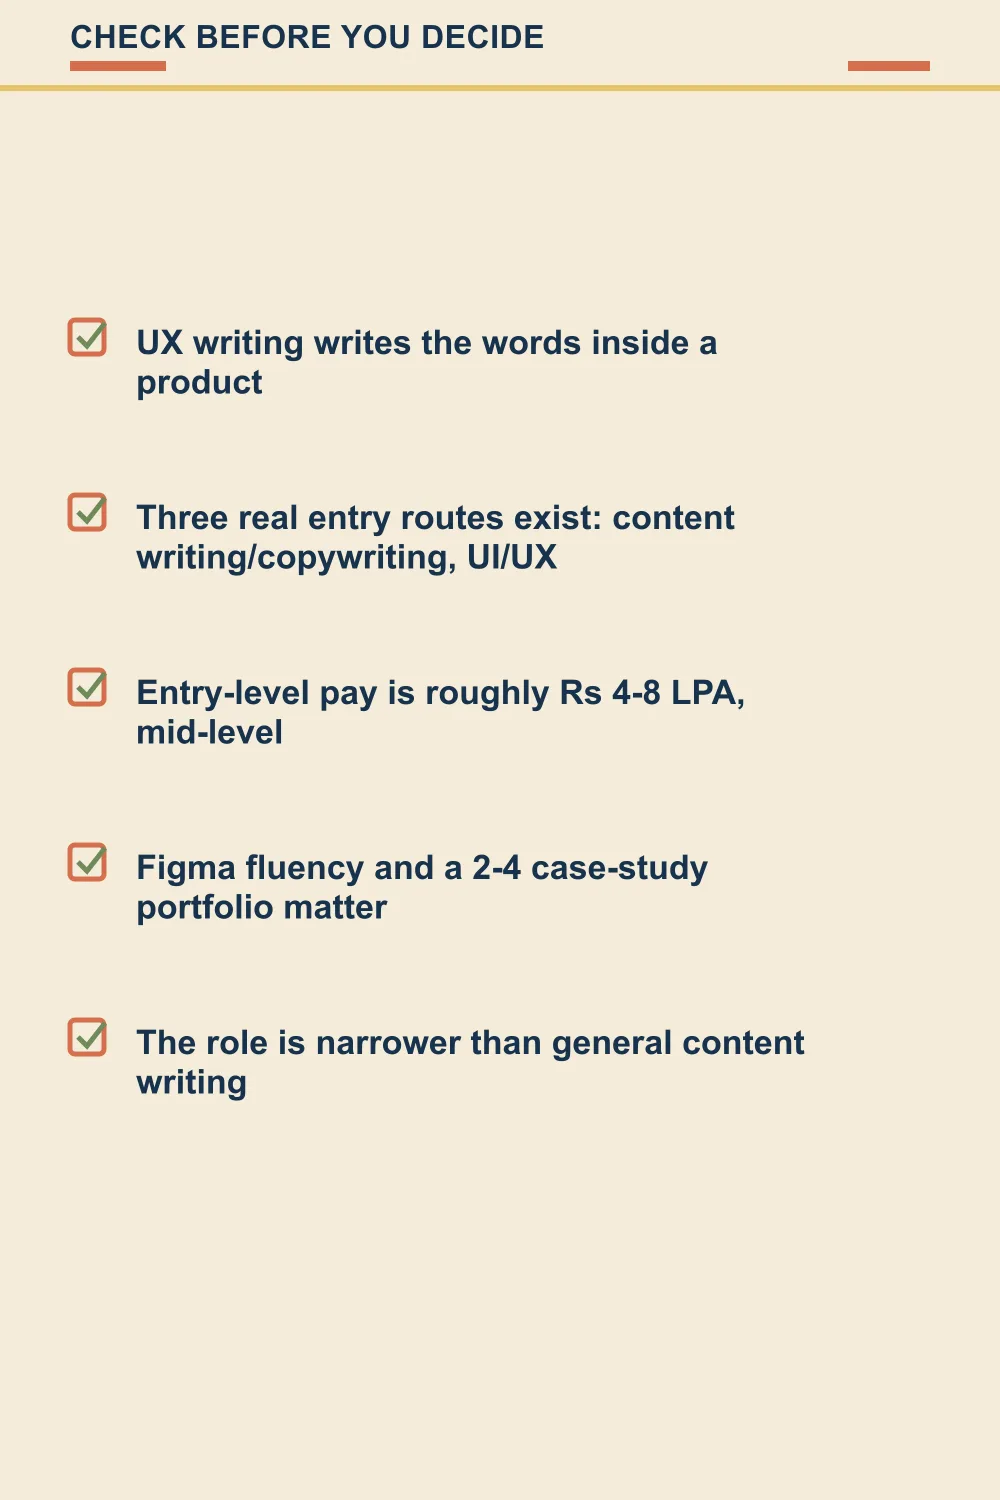 CHECK BEFORE YOU DECIDE
UX writing writes the words inside a
product
Three real entry routes exist: content
writing/copywriting, UI/UX
Entry-level pay is roughly Rs 4-8 LPA,
mid-level
Figma fluency and a 2-4 case-study
portfolio matter
The role is narrower than general content
writing